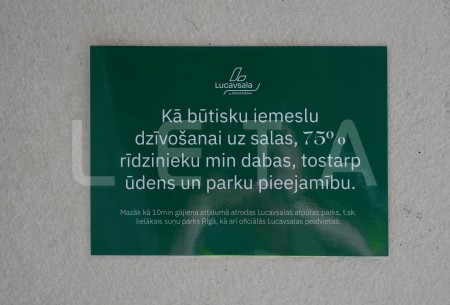 Lucavsala
Kā būtisku iemeslu
dzīvošanai uz salas, 75%
rīdzinieku min dabas, tostarp
ūdens un parku pieejamību.
Mazāk kā 10min gājiena attālumā atrodas Lucavsalas atpūtas parks, t.sk.
lielākais suņu parks Rīgā, kā arī oficiālās Lucavsalas peldvietas.
LETA